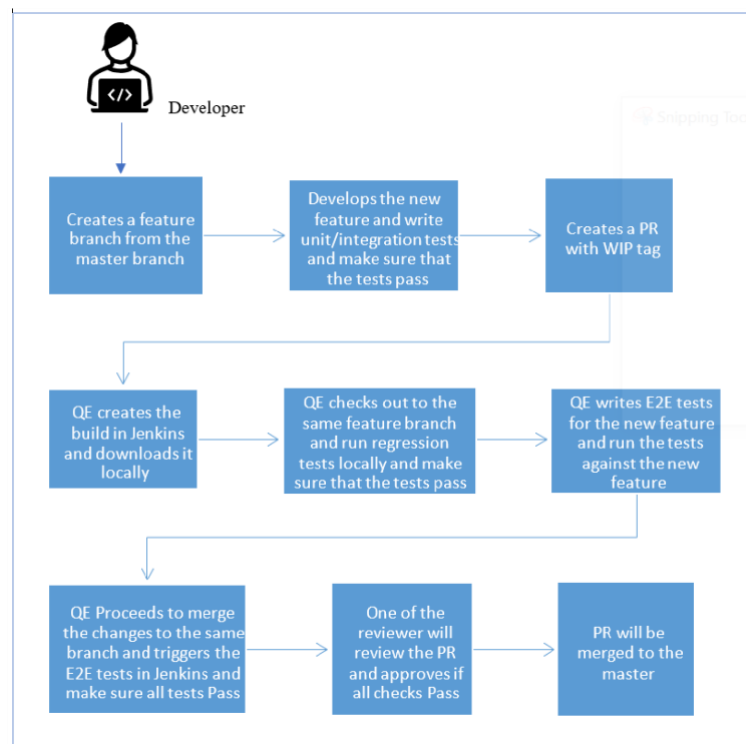 </>
Developer
Snipping Too
Creates a feature
branch from the
master branch
Develops the new
feature and write
unit/integration tests
and make sure that
the tests pass
Creates a PR
with WIP tag
QE creates the
build in Jenkins
and downloads it
locally
QE checks out to the
same feature branch
and run regression
tests locally and make
sure that the tests pass
QE writes E2E tests
for the new feature
and run the tests
against the new
feature
QE Proceeds to merge
the changes to the same
branch and triggers the
E2E tests in Jenkins and
make sure all tests Pass
One of the
reviewer will
review the PR
and approves if
all checks Pass
PR will be
merged to the
master